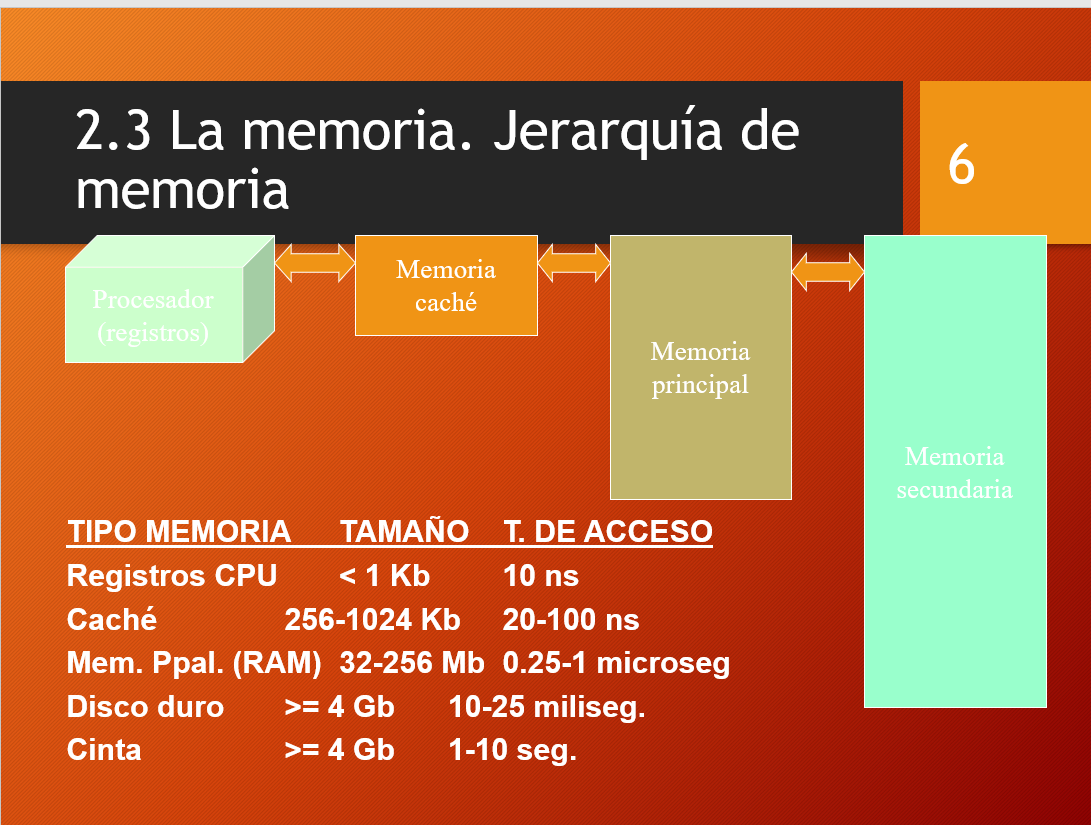 2.3 La memoria. Jerarquía de
memoria
6
Procesador
(registros)
Memoria
caché
Memoria
principal
Memoria
secundaria
TIPO MEMORIA TAMAÑO T. DE ACCESO
Registros CPU < 1 Kb 10 ns
Caché 256-1024 Kb 20-100 ns
Mem. Ppal. (RAM) 32-256 Mb 0.25-1 microseg
Disco duro >= 4 Gb 10-25 miliseg.
Cinta >= 4 Gb 1-10 seg.